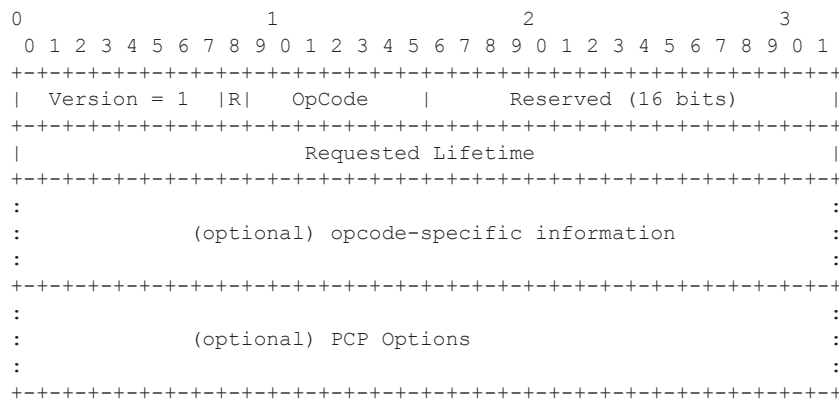 0                   1                   2                   3
 0 1 2 3 4 5 6 7 8 9 0 1 2 3 4 5 6 7 8 9 0 1 2 3 4 5 6 7 8 9 0 1
+-+-+-+-+-+-+-+-+-+-+-+-+-+-+-+-+-+-+-+-+-+-+-+-+-+-+-+-+-+-+-+-+
|  Version = 1  |R|   OpCode    |      Reserved (16 bits)       |
+-+-+-+-+-+-+-+-+-+-+-+-+-+-+-+-+-+-+-+-+-+-+-+-+-+-+-+-+-+-+-+-+
|                      Requested Lifetime                       |
+-+-+-+-+-+-+-+-+-+-+-+-+-+-+-+-+-+-+-+-+-+-+-+-+-+-+-+-+-+-+-+-+
:                                                               :
:             (optional) opcode-specific information            :
:                                                               :
+-+-+-+-+-+-+-+-+-+-+-+-+-+-+-+-+-+-+-+-+-+-+-+-+-+-+-+-+-+-+-+-+
:                                                               :
:             (optional) PCP Options                            :
:                                                               :
+-+-+-+-+-+-+-+-+-+-+-+-+-+-+-+-+-+-+-+-+-+-+-+-+-+-+-+-+-+-+-+-+